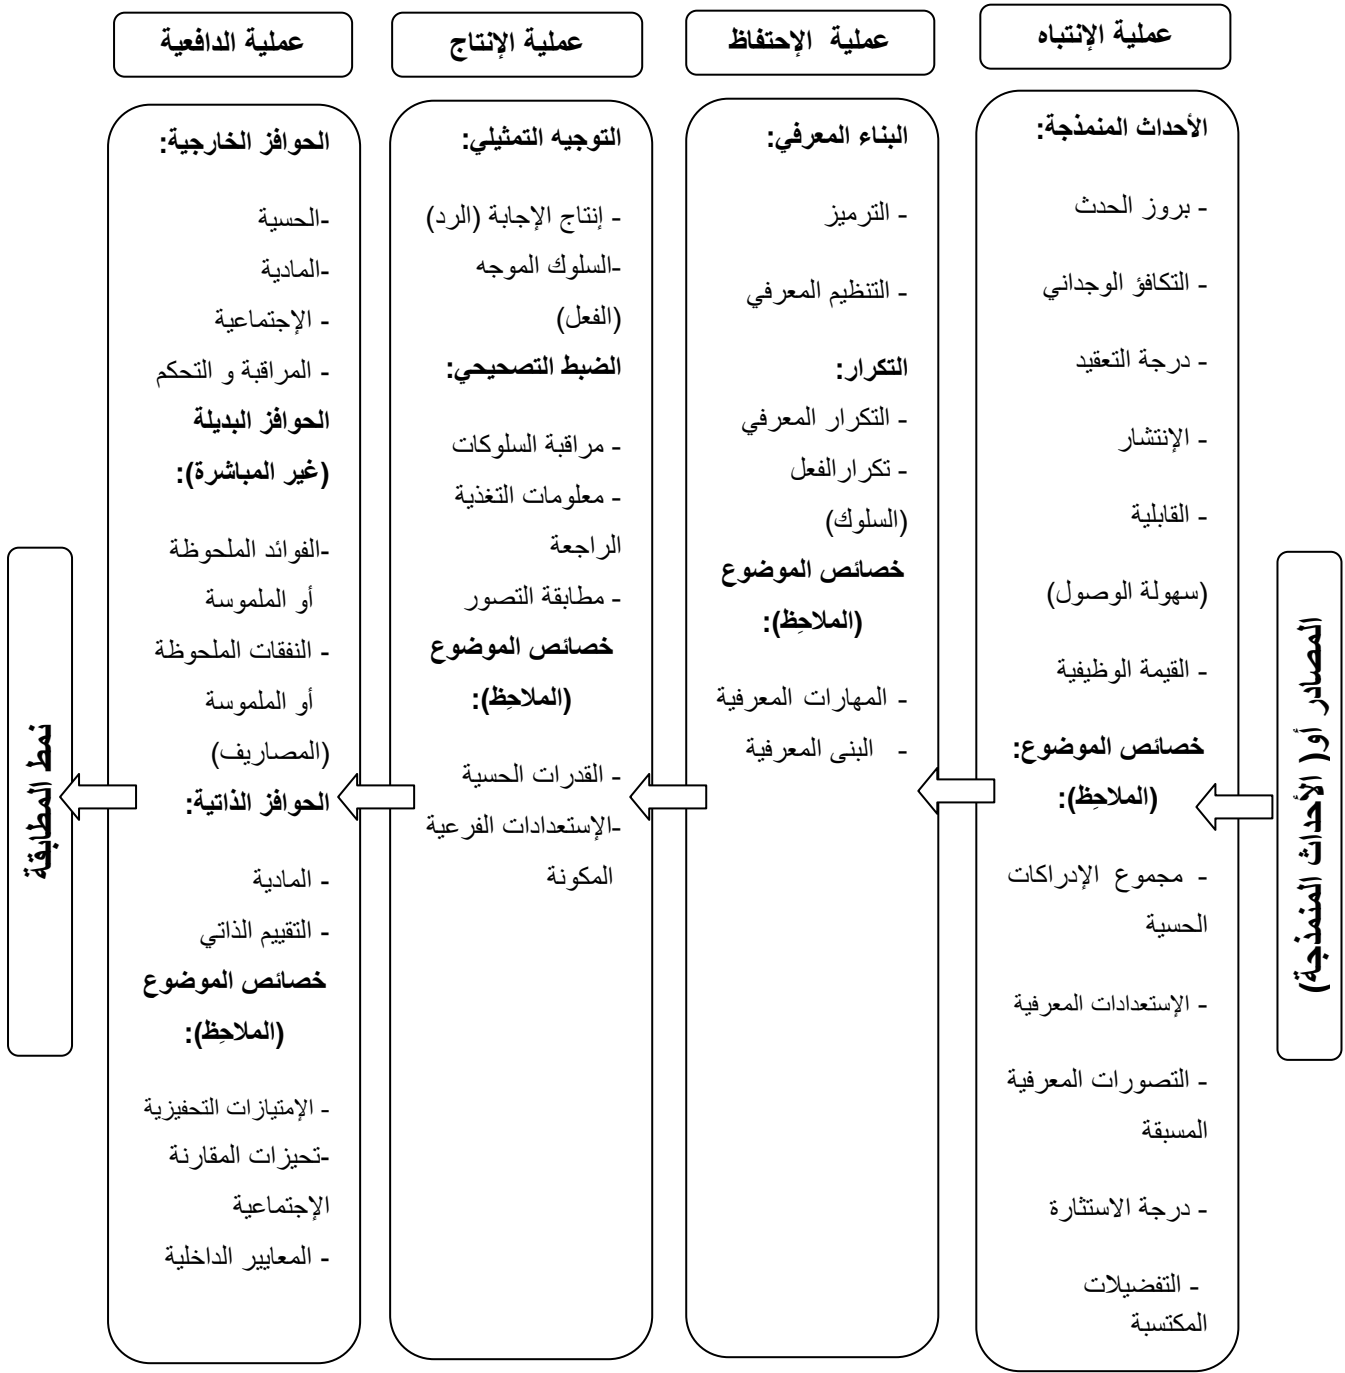 عملية الإنتباه
عملية الإحتفاظ
عملية الإنتاج
عملية الدافعية
المصادر أو( الأحداث المنمذجة)
الأحداث المنمذجة:
- بروز الحدث
- التكافؤ الوجداني
- درجة التعقيد
- الإنتشار
- القابلية
(سهولة الوصول)
- القيمة الوظيفية
خصائص الموضوع:
(الملاحِظ):
- مجموع الإدراكات
الحسية
- الإستعدادات المعرفية
- التصورات المعرفية
المسبقة
- درجة الاستثارة
- التفضيلات
المكتسبة
البناء المعرفي:
- الترميز
- التنظيم المعرفي
التكرار:
- التكرار المعرفي
- تكرارالفعل
(السلوك)
خصائص الموضوع
(الملاحِظ):
- المهارات المعرفية
- البنى المعرفية
التوجيه التمثيلي:
- إنتاج الإجابة (الرد)
-السلوك الموجه
(الفعل)
الضبط التصحيحي:
- مراقبة السلوكات
- معلومات التغذية
الراجعة
- مطابقة التصور
خصائص الموضوع
(الملاحِظ):
- القدرات الحسية
-الإستعدادات الفرعية
المكونة
الحوافز الخارجية:
-الحسية
-المادية
- الإجتماعية
- المراقبة و التحكم
الحوافز البديلة
(غير المباشرة):
-الفوائد الملحوظة
أو الملموسة
- النفقات الملحوظة
أو الملموسة
(المصاريف)
الحوافز الذاتية:
- المادية
- التقييم الذاتي
خصائص الموضوع
(الملاحِظ):
- الإمتيازات التحفيزية
-تحيزات المقارنة
الإجتماعية
- المعايير الداخلية
نمط المطابقة